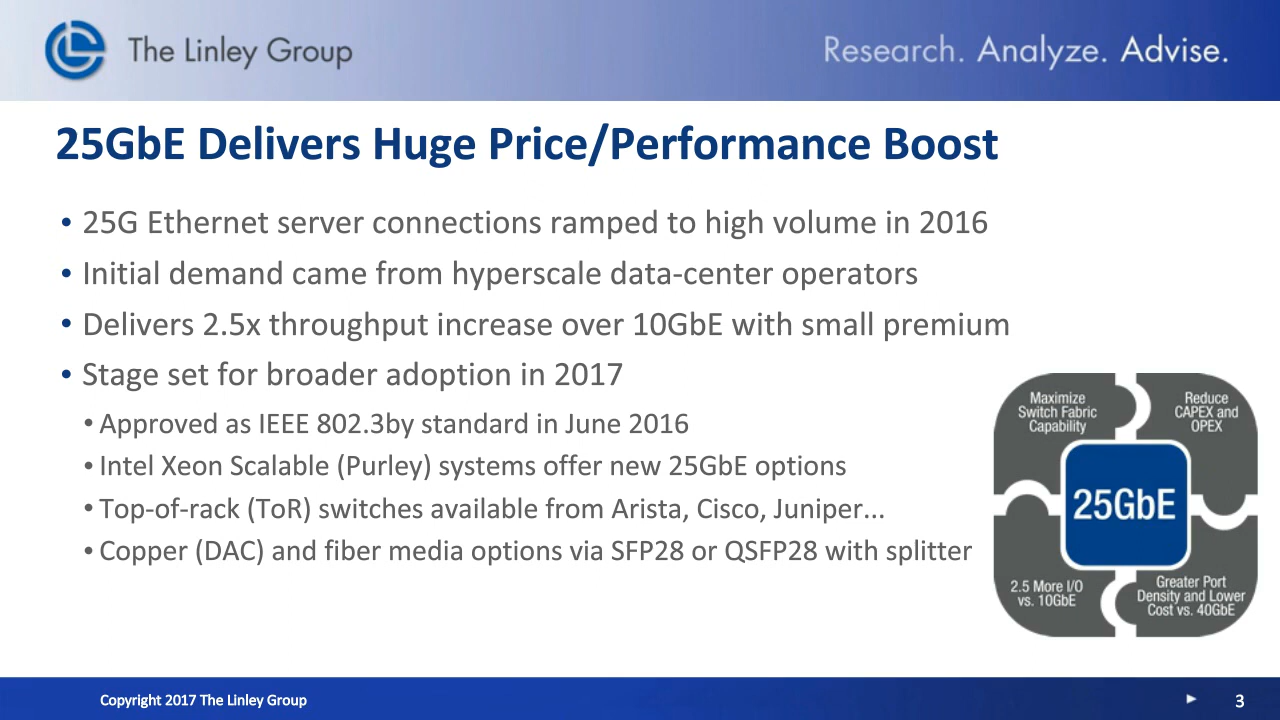 The Linley Group
Research. Analyze. Advise.
25GbE Delivers Huge Price/Performance Boost
• 25G Ethernet server connections ramped to high volume in 2016
• Initial demand came from hyperscale data-center operators
• Delivers 2.5x throughput increase over 10GbE with small premium
• Stage set for broader adoption in 2017
• Approved as IEEE 802.3by standard in June 2016
• Intel Xeon Scalable (Purley) systems offer new 25GbE options
• Top-of-rack (ToR) switches available from Arista, Cisco, Juniper...
• Copper (DAC) and fiber media options via SFP28 or QSFP28 with splitter
Maximize
Switch Fabric
Capability
Reduce
CAPEX and
OPEX
25GbE
2.5 More I/O
vs. 10GbE
Greater Port
Density and Lower
Cost vs. 40GbE
Copyright 2017 The Linley Group
3